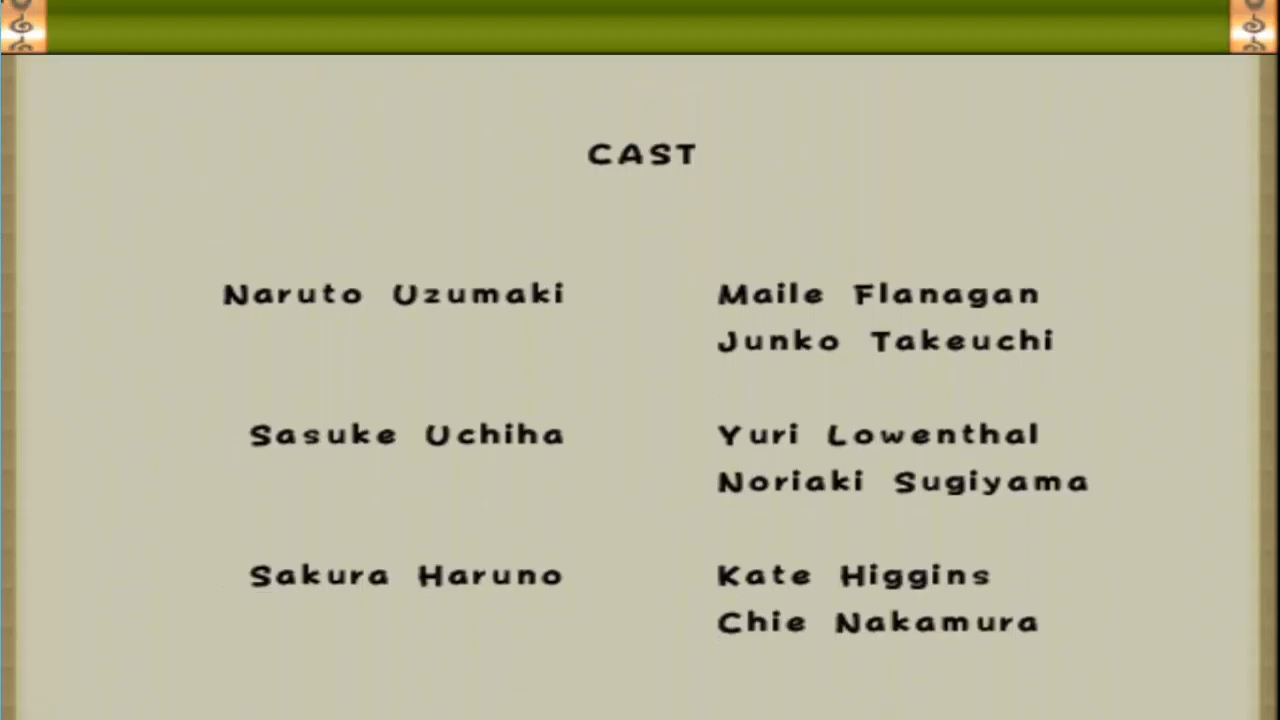 CAST
Naruto Uzumaki Maile Flanagan
Junko Takeuchi
Sasuke Uchiha Yuri Lowenthal
Noriaki Sugiyama
Sakura Haruno Kate Higgins
Chie Nakamura